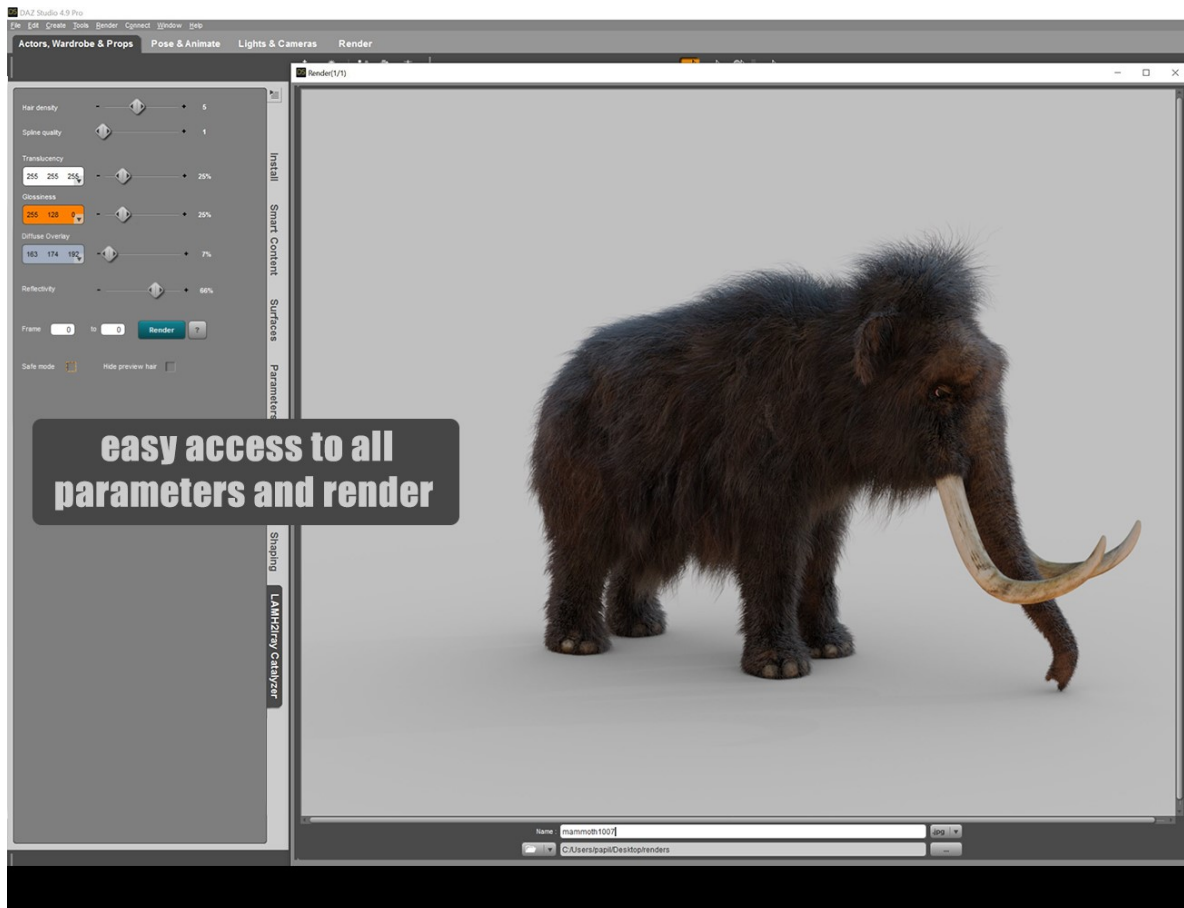 DAZ Studio 4.9 Pro
File Edit Create Tools Render Connect Window Help
Actors, Wardrobe & Props Pose & Animate Lights & Cameras Render
Render(1/1)
Hair density - + 5
Spline quality + 1
Translucency
255 255 255 - + 25%
Glossiness
255 128 0 - + 25%
Diffuse Overlay
163 174 192 - + 7%
Reflectivity - + 66%
Frame 0 to 0 Render ?
Safe mode Hide preview hair
Install
Smart Content
Surfaces
Parameters
Shaping
LAMH2Iray Catalyzer
easy access to all
parameters and render
Name : mammoth1007 .jpg
C:/Users/papil/Desktop/renders ...